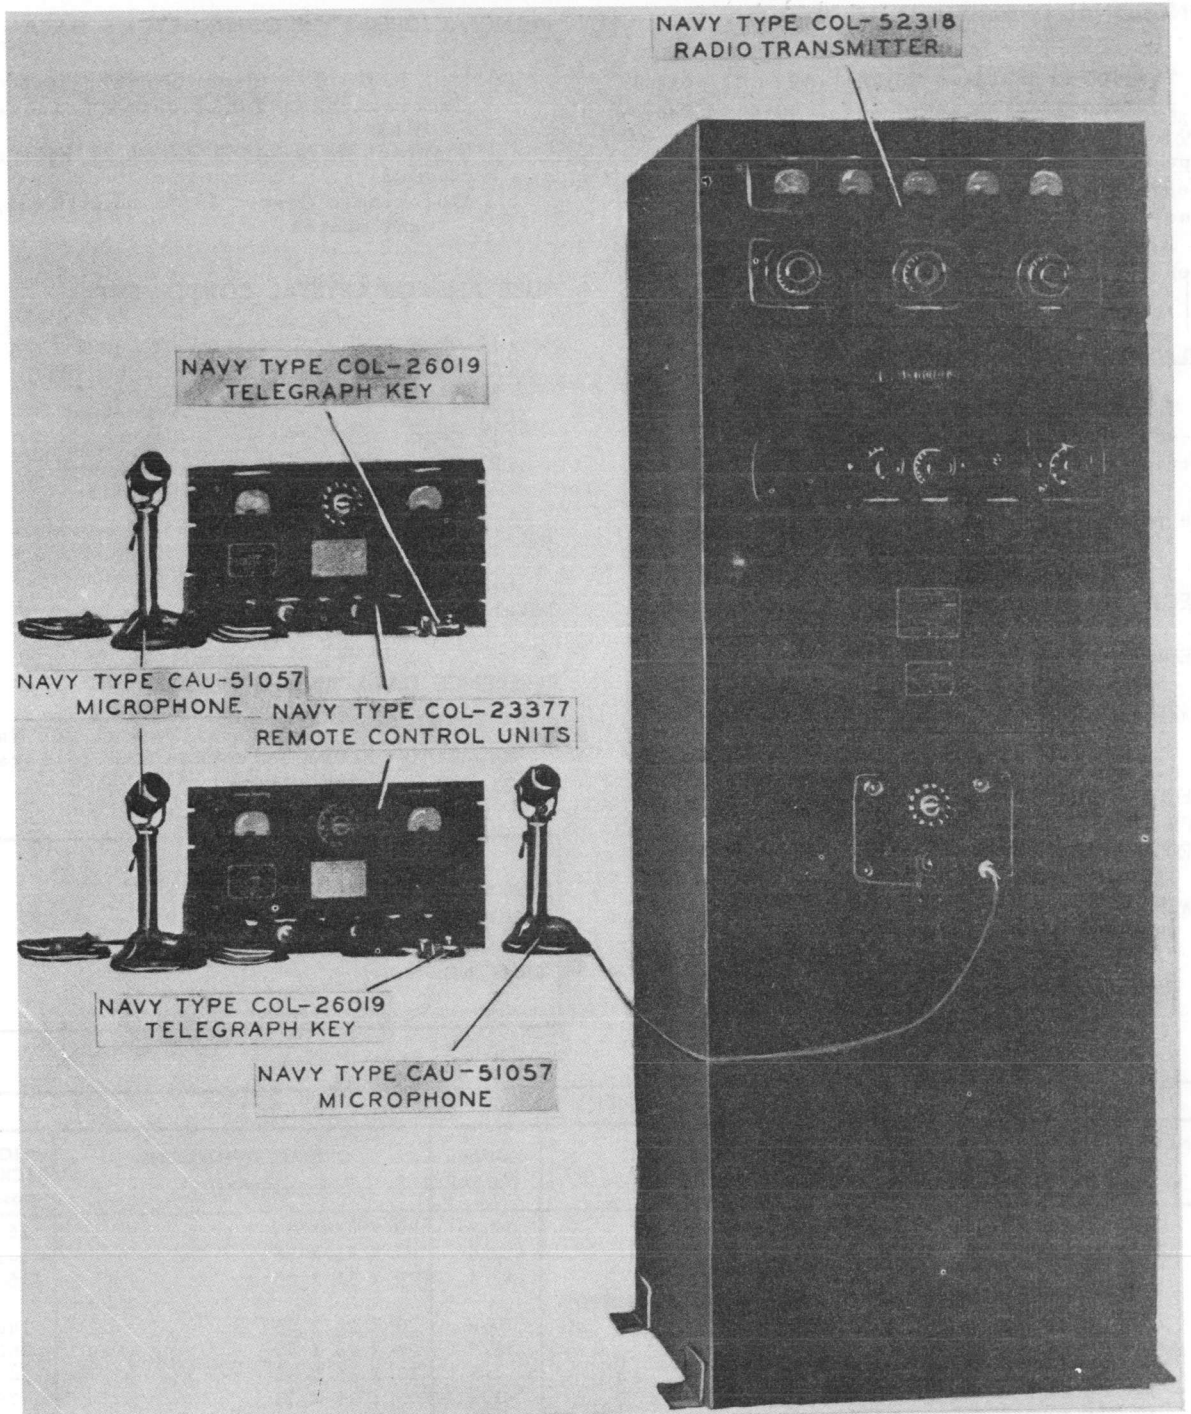 NAVY TYPE COL-52318
RADIO TRANSMITTER
NAVY TYPE COL-26019
TELEGRAPH KEY
NAVY TYPE CAU-51057
MICROPHONE
NAVY TYPE COL-23377
REMOTE CONTROL UNITS
NAVY TYPE COL-26019
TELEGRAPH KEY
NAVY TYPE CAU-51057
MICROPHONE